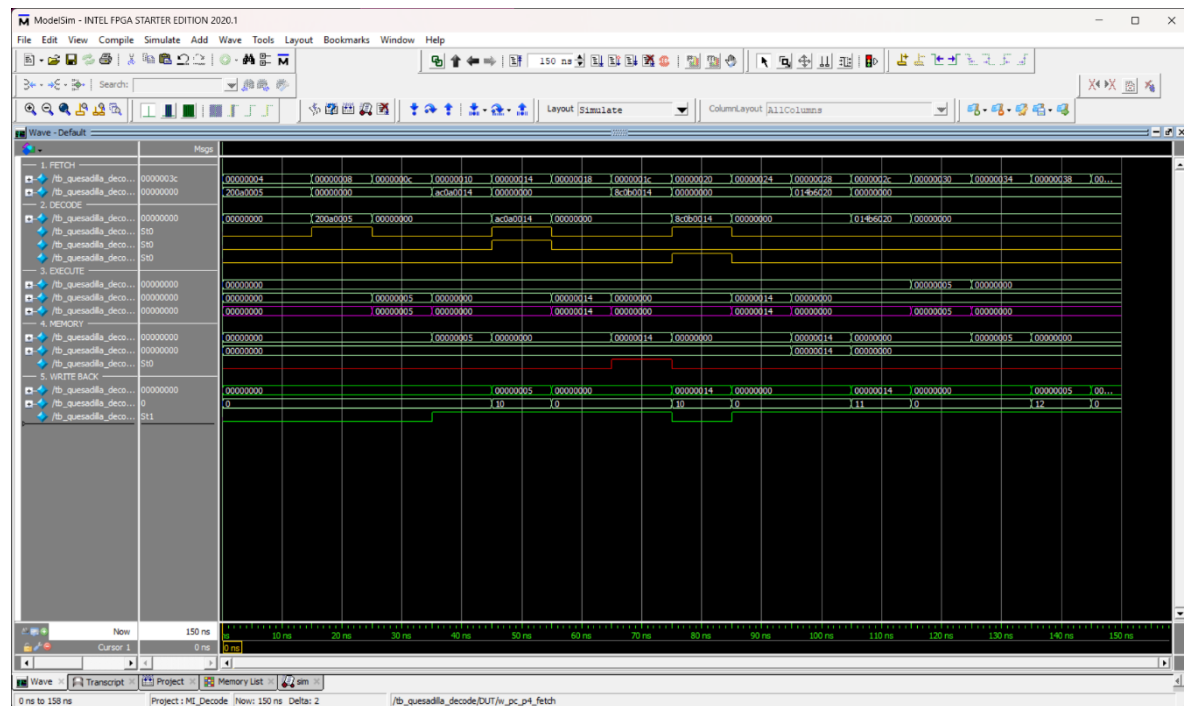 ModelSim - INTEL FPGA STARTER EDITION 2020.1
File Edit View Compile Simulate Add Wave Tools Layout Bookmarks Window Help
150 ns
Search:
Layout Simulate ColumnLayout AllColumns
Wave - Default
Msgs
1. FETCH
/tb_quesadilla_deco... 0000003c 00000004 00000008 0000000c 00000010 00000014 00000018 0000001c 00000020 00000024 00000028 0000002c 00000030 00000034 00000038 00...
/tb_quesadilla_deco... 00000000 200a0005 00000000 ac0a0014 00000000 8c0b0014 00000000 014b6020 00000000
2. DECODE
/tb_quesadilla_deco... 00000000 00000000 200a0005 00000000 ac0a0014 00000000 8c0b0014 00000000 014b6020 00000000
/tb_quesadilla_deco... St0
/tb_quesadilla_deco... St0
/tb_quesadilla_deco... St0
3. EXECUTE
/tb_quesadilla_deco... 00000000 00000000 00000005 00000000
/tb_quesadilla_deco... 00000000 00000000 00000005 00000000 00000014 00000000 00000014 00000000
/tb_quesadilla_deco... 00000000 00000000 00000005 00000000 00000014 00000000 00000014 00000000 00000005 00000000
4. MEMORY
/tb_quesadilla_deco... 00000000 00000000 00000005 00000000 00000014 00000000 00000014 00000000 00000005 00000000
/tb_quesadilla_deco... 00000000 00000000 00000014 00000000
/tb_quesadilla_deco... St0
5. WRITE BACK
/tb_quesadilla_deco... 00000000 00000000 00000005 00000000 00000014 00000000 00000014 00000000 00000005 00...
/tb_quesadilla_deco... 0 0 10 0 10 0 11 0 12 0
/tb_quesadilla_deco... St1
Now 150 ns ns 10 ns 20 ns 30 ns 40 ns 50 ns 60 ns 70 ns 80 ns 90 ns 100 ns 110 ns 120 ns 130 ns 140 ns 150 ns
Cursor 1 0 ns 0 ns
Wave Transcript Project Memory List sim
0 ns to 158 ns Project : MI_Decode Now: 150 ns Delta: 2 /tb_quesadilla_decode/DUT/w_pc_p4_fetch